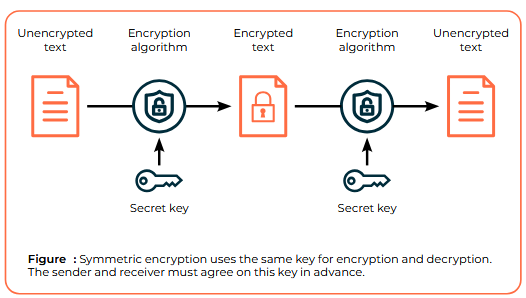 Unencrypted text
Encryption algorithm
Encrypted text
Encryption algorithm
Unencrypted text
Secret key
Secret key
Figure : Symmetric encryption uses the same key for encryption and decryption.
The sender and receiver must agree on this key in advance.